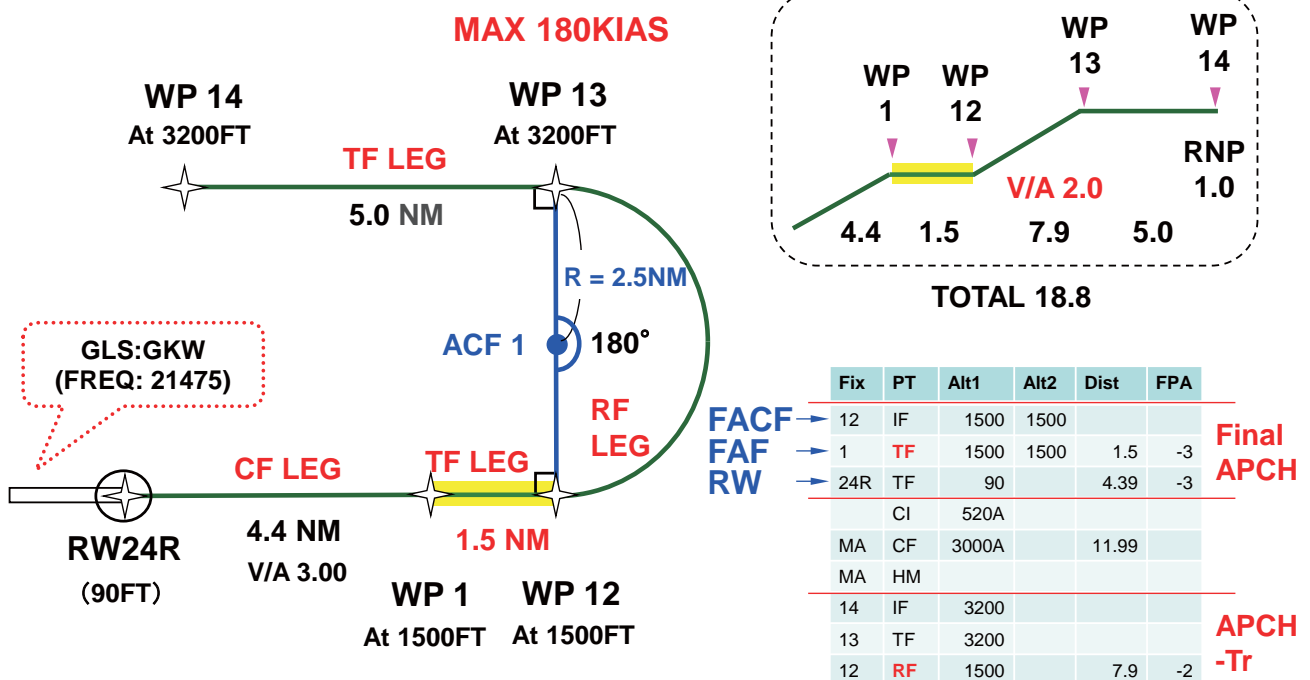 MAX 180KIAS
WP 14
At 3200FT
WP 13
At 3200FT
TF LEG
5.0 NM
R = 2.5NM
ACF 1
180°
RF
LEG
GLS:GKW
(FREQ: 21475)
CF LEG
TF LEG
4.4 NM
V/A 3.00
1.5 NM
RW24R
(90FT)
WP 1
At 1500FT
WP 12
At 1500FT
WP
1
WP
12
WP
13
WP
14
RNP
1.0
V/A 2.0
4.4 1.5 7.9 5.0
TOTAL 18.8
Fix PT Alt1 Alt2 Dist FPA
FACF 12 IF 1500 1500
FAF 1 TF 1500 1500 1.5 -3
RW 24R TF 90 4.39 -3
Final
APCH
CI 520A
MA CF 3000A 11.99
MA HM
14 IF 3200
13 TF 3200
12 RF 1500 7.9 -2
APCH
-Tr